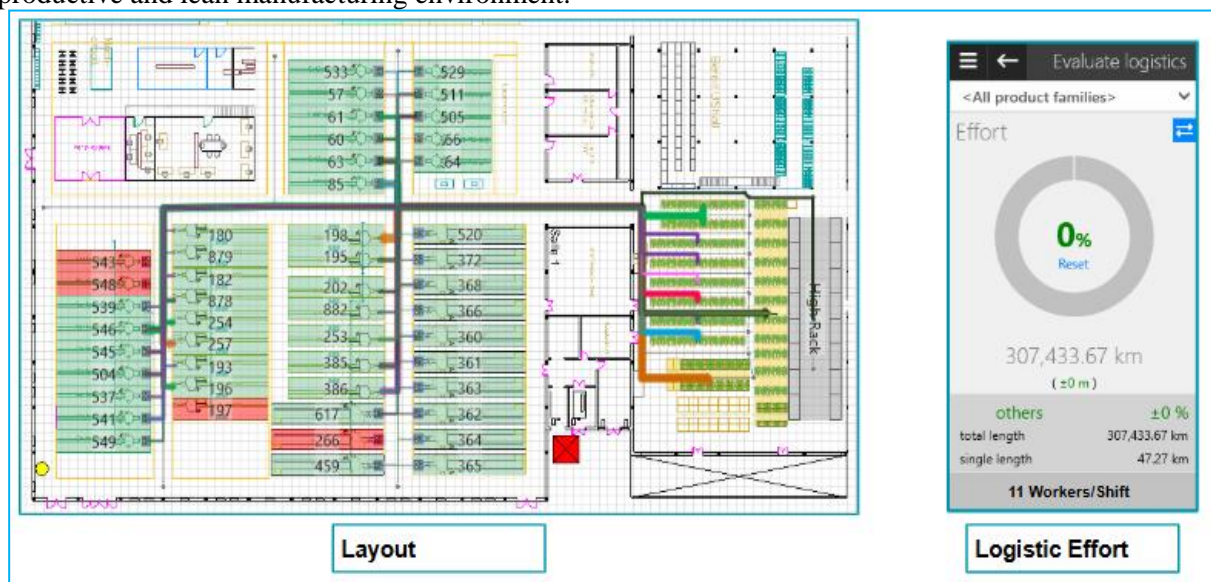 productive and lean manufacturing environment.
533 529
57 511
61 505
60 66
63 64
85
180 198 520
879 195 372
543
182 202 368
548
878 882 366
539
254 253 360
546
257 385 361
545
193 386 363
504
196 617 362
537
197 266 364
541
549 459 365
Salle 1
High-Rack
Layout
Evaluate logistics
<All product families>
Effort
0%
Reset
307,433.67 km
(±0 m)
others ±0 %
total length 307,433.67 km
single length 47.27 km
11 Workers/Shift
Logistic Effort